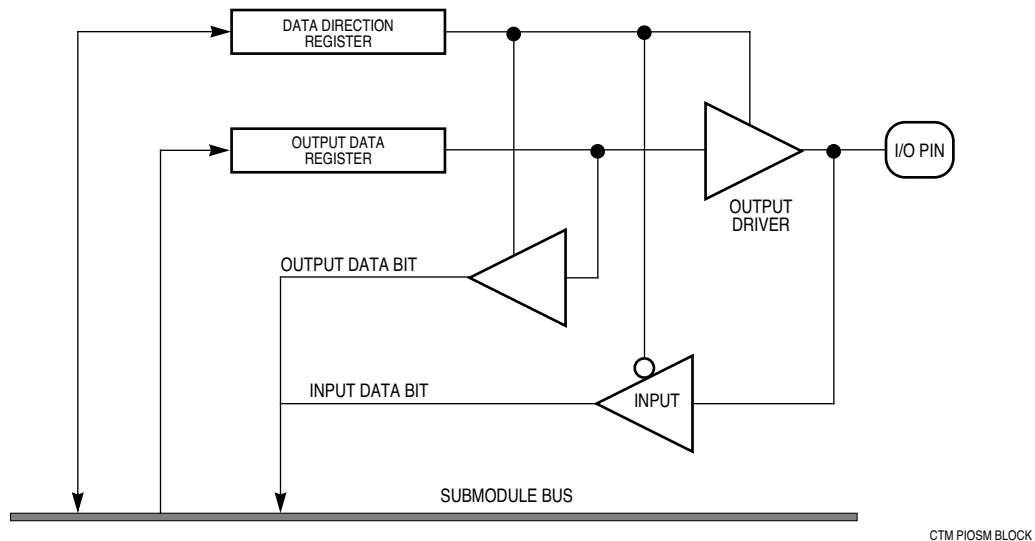 DATA DIRECTION
REGISTER
OUTPUT DATA
REGISTER
I/O PIN
OUTPUT
DRIVER
OUTPUT DATA BIT
INPUT DATA BIT
INPUT
SUBMODULE BUS
CTM PIOSM BLOCK